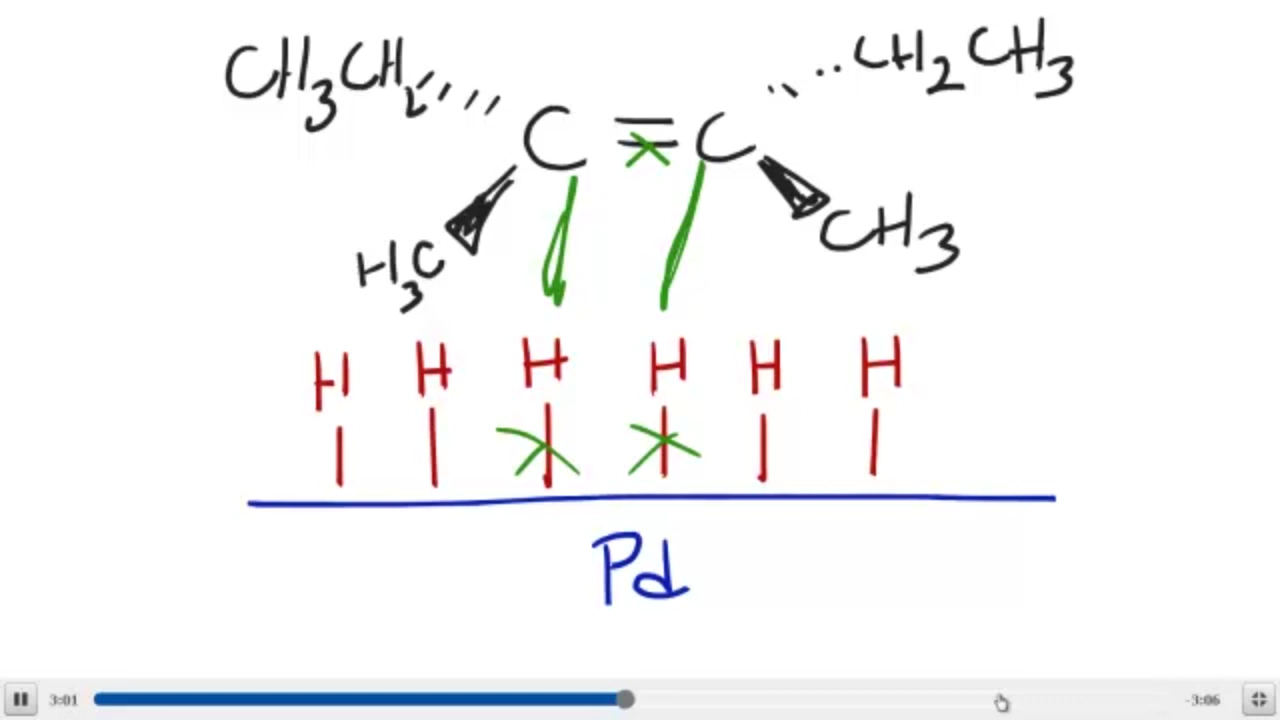 CH3CH2 C = C CH2CH3
H3C CH3
H H H H H H
Pd
3:01 -3:06